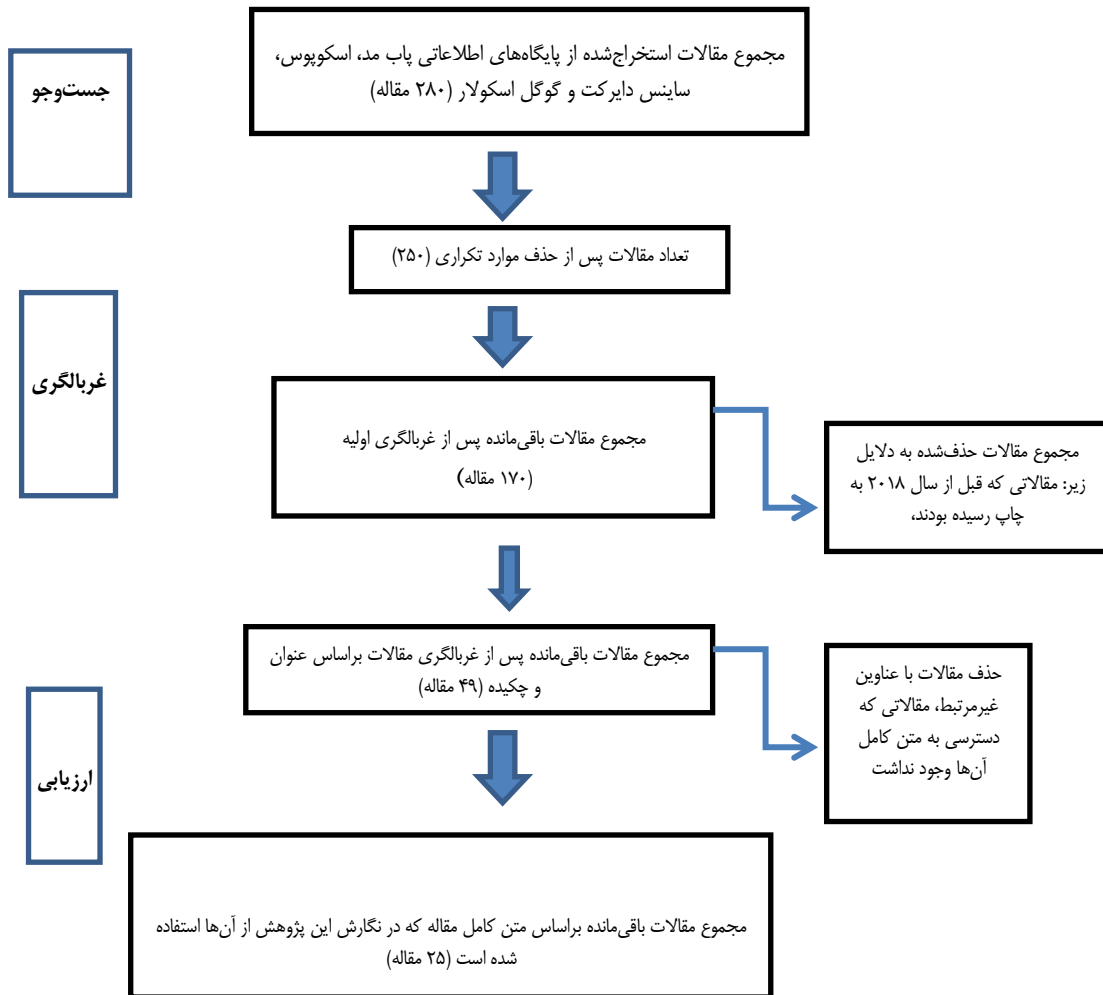 مجموع مقالات استخراج‌شده از پایگاه‌های اطلاعاتی پاب مد، اسکوپوس،
ساینس دایرکت و گوگل اسکولار (۲۸۰ مقاله)
جست‌وجو
تعداد مقالات پس از حذف موارد تکراری (۲۵۰)
غربالگری
مجموع مقالات باقی‌مانده پس از غربالگری اولیه
(۱۷۰ مقاله)
مجموع مقالات حذف‌شده به دلایل
زیر: مقالاتی که قبل از سال ۲۰۱۸ به
چاپ رسیده بودند،
مجموع مقالات باقی‌مانده پس از غربالگری مقالات براساس عنوان
و چکیده (۴۹ مقاله)
حذف مقالات با عناوین
غیرمرتبط، مقالاتی که
دسترسی به متن کامل
آن‌ها وجود نداشت
ارزیابی
مجموع مقالات باقی‌مانده براساس متن کامل مقاله که در نگارش این پژوهش از آن‌ها استفاده
شده است (۲۵ مقاله)